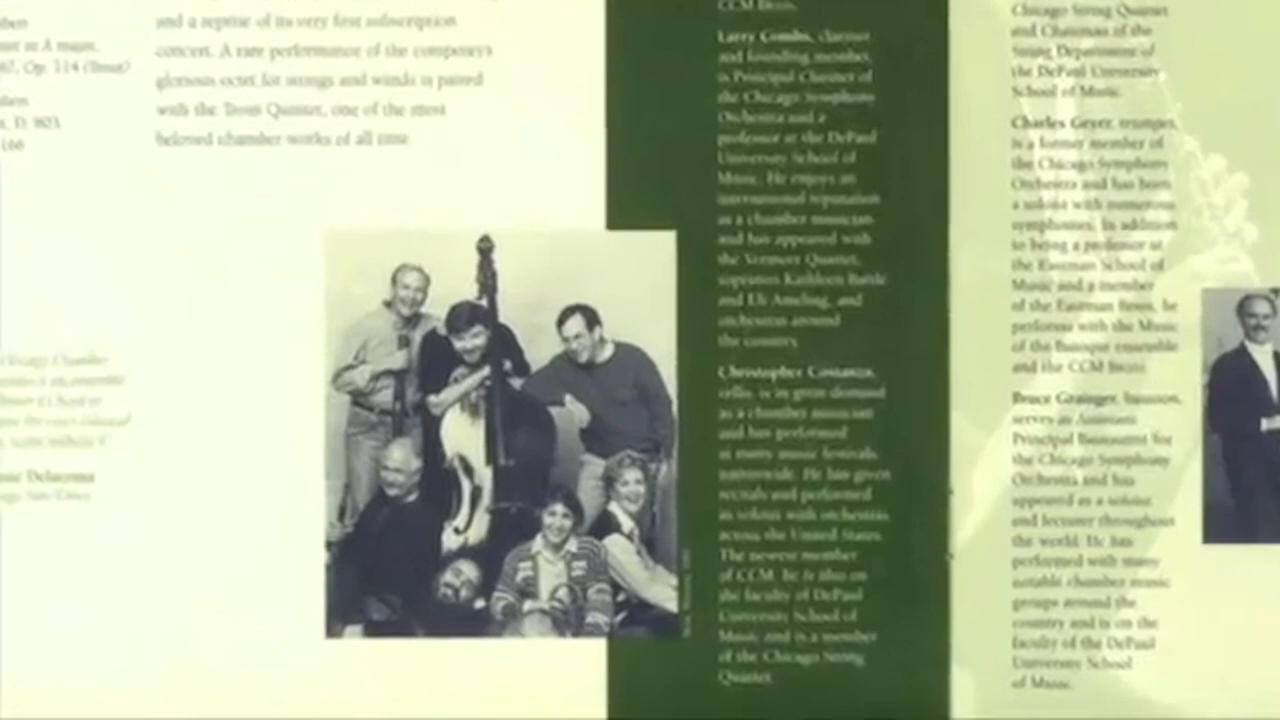 and a reprise of its very first subscription
concert. A rare performance of the composer's
glorious octet for strings and winds is paired
with the Trout Quintet, one of the most
beloved chamber works of all time
in A major,
Op. 114 (Trout)
D. 803
166
Chicago Chamber
Delacoma
CCM Brass.
Larry Combs, clarinet
and founding member,
is Principal Clarinet of
the Chicago Symphony
Orchestra and a
professor at the DePaul
University School of
Music. He enjoys an
international reputation
as a chamber musician
and has appeared with
the Vermeer Quartet,
sopranos Kathleen Battle
and Elly Ameling, and
orchestras around
the country.
Christopher Costanza,
cello, is in great demand
as a chamber musician
and has performed
at many music festivals
nationwide. He has given
recitals and performed
as soloist with orchestras
across the United States.
The newest member
of CCM, he is also on
the faculty of DePaul
University School of
Music and is a member
of the Chicago String
Quartet.
Chicago String Quartet
and Chairman of the
String Department of
the DePaul University
School of Music.
Charles Geyer, trumpet,
is a former member of
the Chicago Symphony
Orchestra and has been
a soloist with numerous
symphonies. In addition
to being a professor at
the Eastman School of
Music and a member
of the Eastman Brass, he
performs with the Music
of the Baroque ensemble
and the CCM Brass.
Bruce Grainger, bassoon,
serves as Assistant
Principal Bassoonist for
the Chicago Symphony
Orchestra and has
appeared as a soloist
and lecturer throughout
the world. He has
performed with many
notable chamber music
groups around the
country and is on the
faculty of the DePaul
University School
of Music.